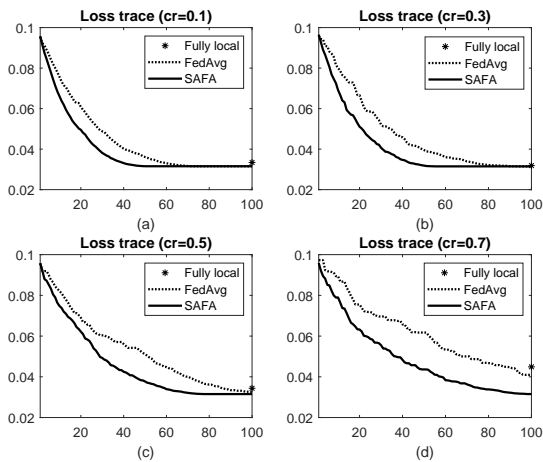 Loss trace (cr=0.1)
0.1
0.08
0.06
0.04
0.02
0 20 40 60 80 100
Fully local
FedAvg
SAFA
(a)
Loss trace (cr=0.3)
0.1
0.08
0.06
0.04
0.02
0 20 40 60 80 100
Fully local
FedAvg
SAFA
(b)
Loss trace (cr=0.5)
0.1
0.08
0.06
0.04
0.02
0 20 40 60 80 100
Fully local
FedAvg
SAFA
(c)
Loss trace (cr=0.7)
0.1
0.08
0.06
0.04
0.02
0 20 40 60 80 100
Fully local
FedAvg
SAFA
(d)